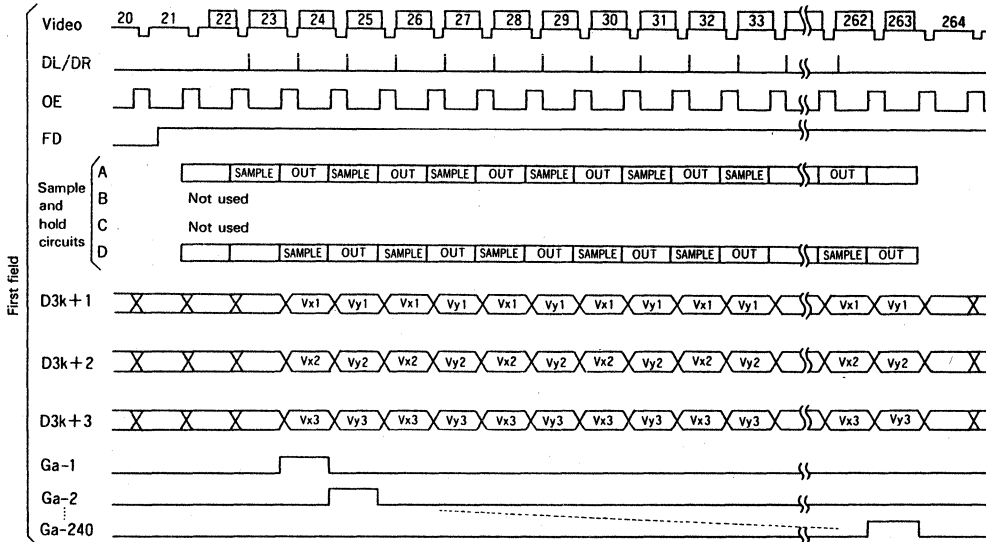 First field
Video 20 21 22 23 24 25 26 27 28 29 30 31 32 33 262 263 264
DL/DR
OE
FD
Sample and hold circuits
A SAMPLE OUT SAMPLE OUT SAMPLE OUT SAMPLE OUT SAMPLE OUT SAMPLE OUT
B Not used
C Not used
D SAMPLE OUT SAMPLE OUT SAMPLE OUT SAMPLE OUT SAMPLE OUT SAMPLE OUT
D3k+1 Vx1 Vy1 Vx1 Vy1 Vx1 Vy1 Vx1 Vy1 Vx1 Vy1 Vx1 Vy1
D3k+2 Vx2 Vy2 Vx2 Vy2 Vx2 Vy2 Vx2 Vy2 Vx2 Vy2 Vx2 Vy2
D3k+3 Vx3 Vy3 Vx3 Vy3 Vx3 Vy3 Vx3 Vy3 Vx3 Vy3 Vx3 Vy3
Ga-1
Ga-2
Ga-240